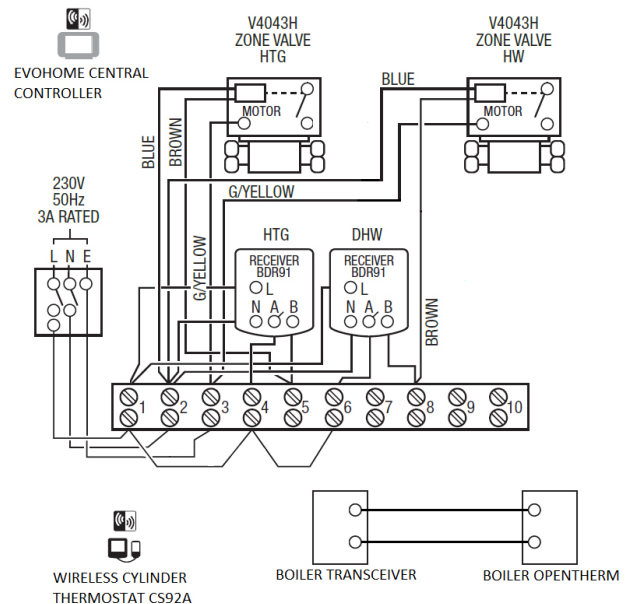 V4043H
ZONE VALVE
HTG
V4043H
ZONE VALVE
HW
EVOHOME CENTRAL
CONTROLLER
BLUE
MOTOR
MOTOR
BLUE
BROWN
G/YELLOW
230V
50Hz
3A RATED
L N E
G/YELLOW
HTG
DHW
RECEIVER
BDR91
L
N A B
RECEIVER
BDR91
L
N A B
BROWN
1 2 3 4 5 6 7 8 9 10
WIRELESS CYLINDER
THERMOSTAT CS92A
BOILER TRANSCEIVER
BOILER OPENTHERM